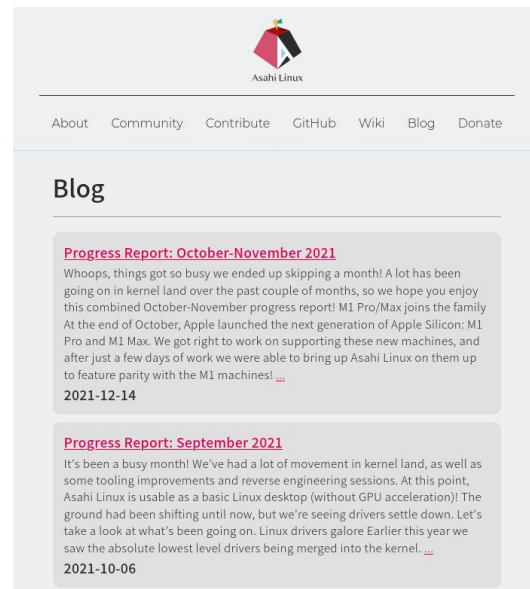 Asahi Linux
About Community Contribute GitHub Wiki Blog Donate
Blog
Progress Report: October-November 2021
Whoops, things got so busy we ended up skipping a month! A lot has been
going on in kernel land over the past couple of months, so we hope you enjoy
this combined October-November progress report! M1 Pro/Max joins the family
At the end of October, Apple launched the next generation of Apple Silicon: M1
Pro and M1 Max. We got right to work on supporting these new machines, and
after just a few days of work we were able to bring up Asahi Linux on them up
to feature parity with the M1 machines! ...
2021-12-14
Progress Report: September 2021
It's been a busy month! We've had a lot of movement in kernel land, as well as
some tooling improvements and reverse engineering sessions. At this point,
Asahi Linux is usable as a basic Linux desktop (without GPU acceleration)! The
ground had been shifting until now, but we're seeing drivers settle down. Let's
take a look at what's been going on. Linux drivers galore Earlier this year we
saw the absolute lowest level drivers being merged into the kernel. ...
2021-10-06